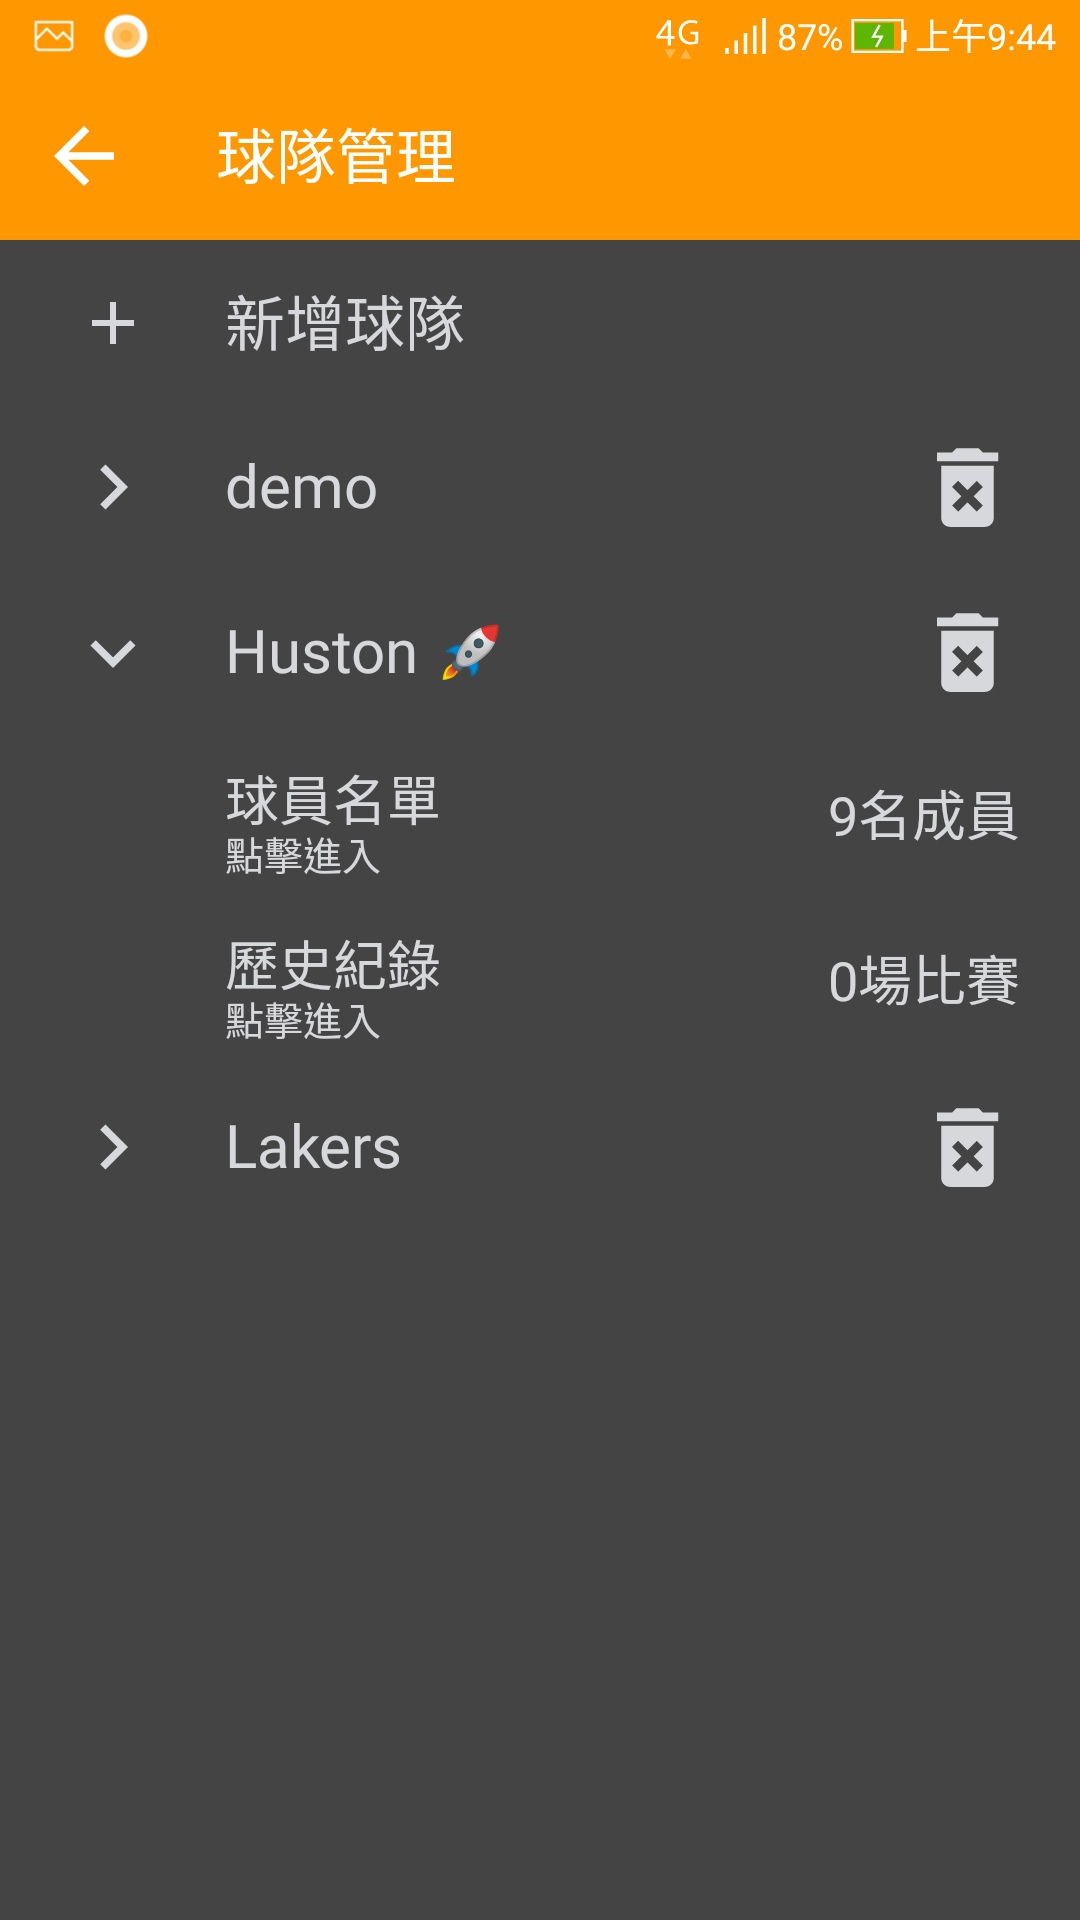 4G 87% 上午9:44
球隊管理
新增球隊
demo
Huston 🚀
球員名單
點擊進入
9名成員
歷史紀錄
點擊進入
0場比賽
Lakers